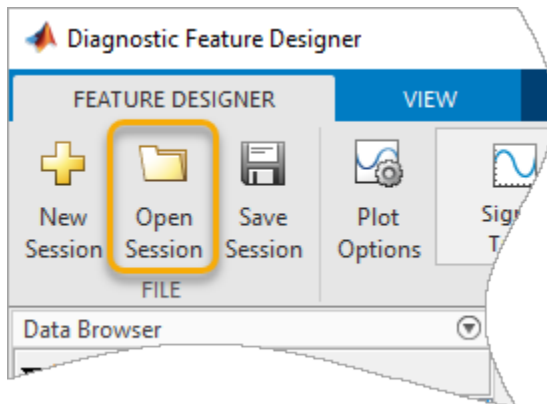 Diagnostic Feature Designer
FEATURE DESIGNER VIEW
New Open Save Plot
Session Session Session Options
FILE
Data Browser